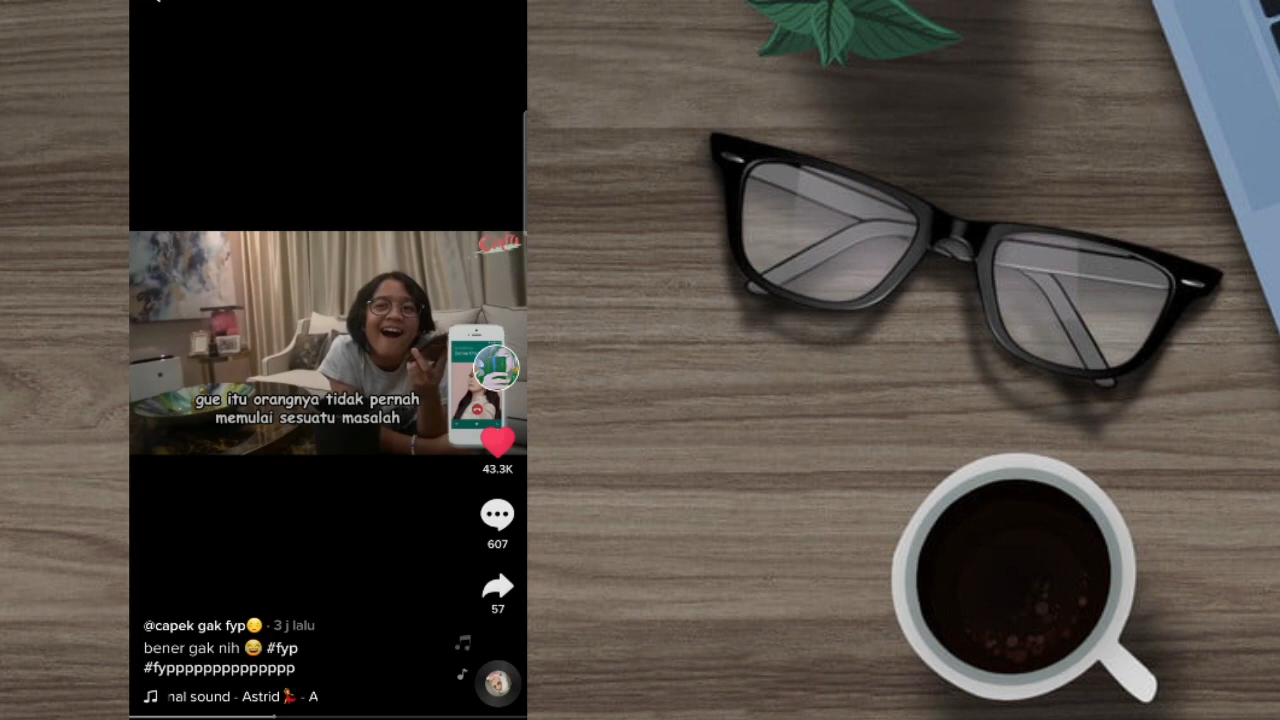 gue itu orangnya tidak pernah
memulai sesuatu masalah
43.3K
607
57
@capek gak fyp😔 · 3 j lalu
bener gak nih 😂 #fyp
#fyppppppppppppppp
nal sound - Astrid💃 - A